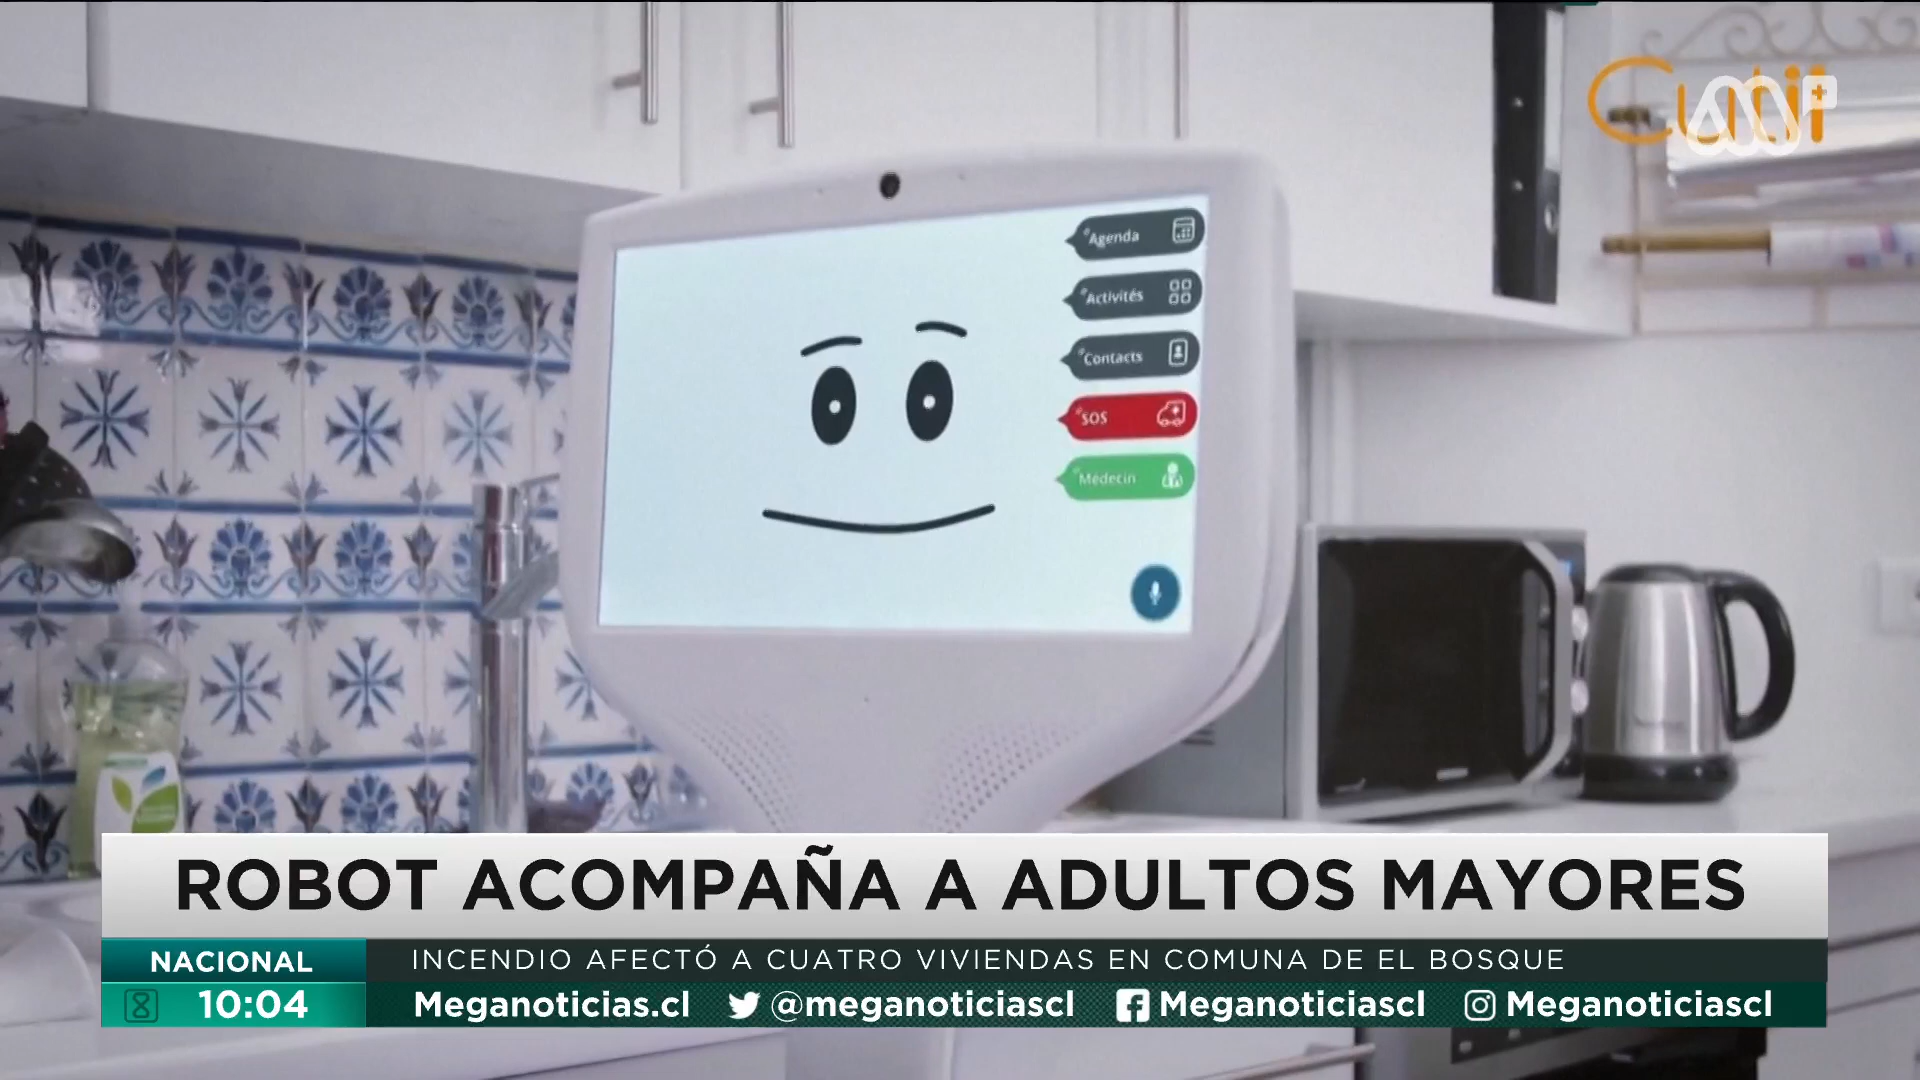 Agenda
Activités
Contacts
SOS
Médecin
ROBOT ACOMPAÑA A ADULTOS MAYORES
NACIONAL
INCENDIO AFECTÓ A CUATRO VIVIENDAS EN COMUNA DE EL BOSQUE
10:04
Meganoticias.cl @meganoticiascl Meganoticiascl Meganoticiascl